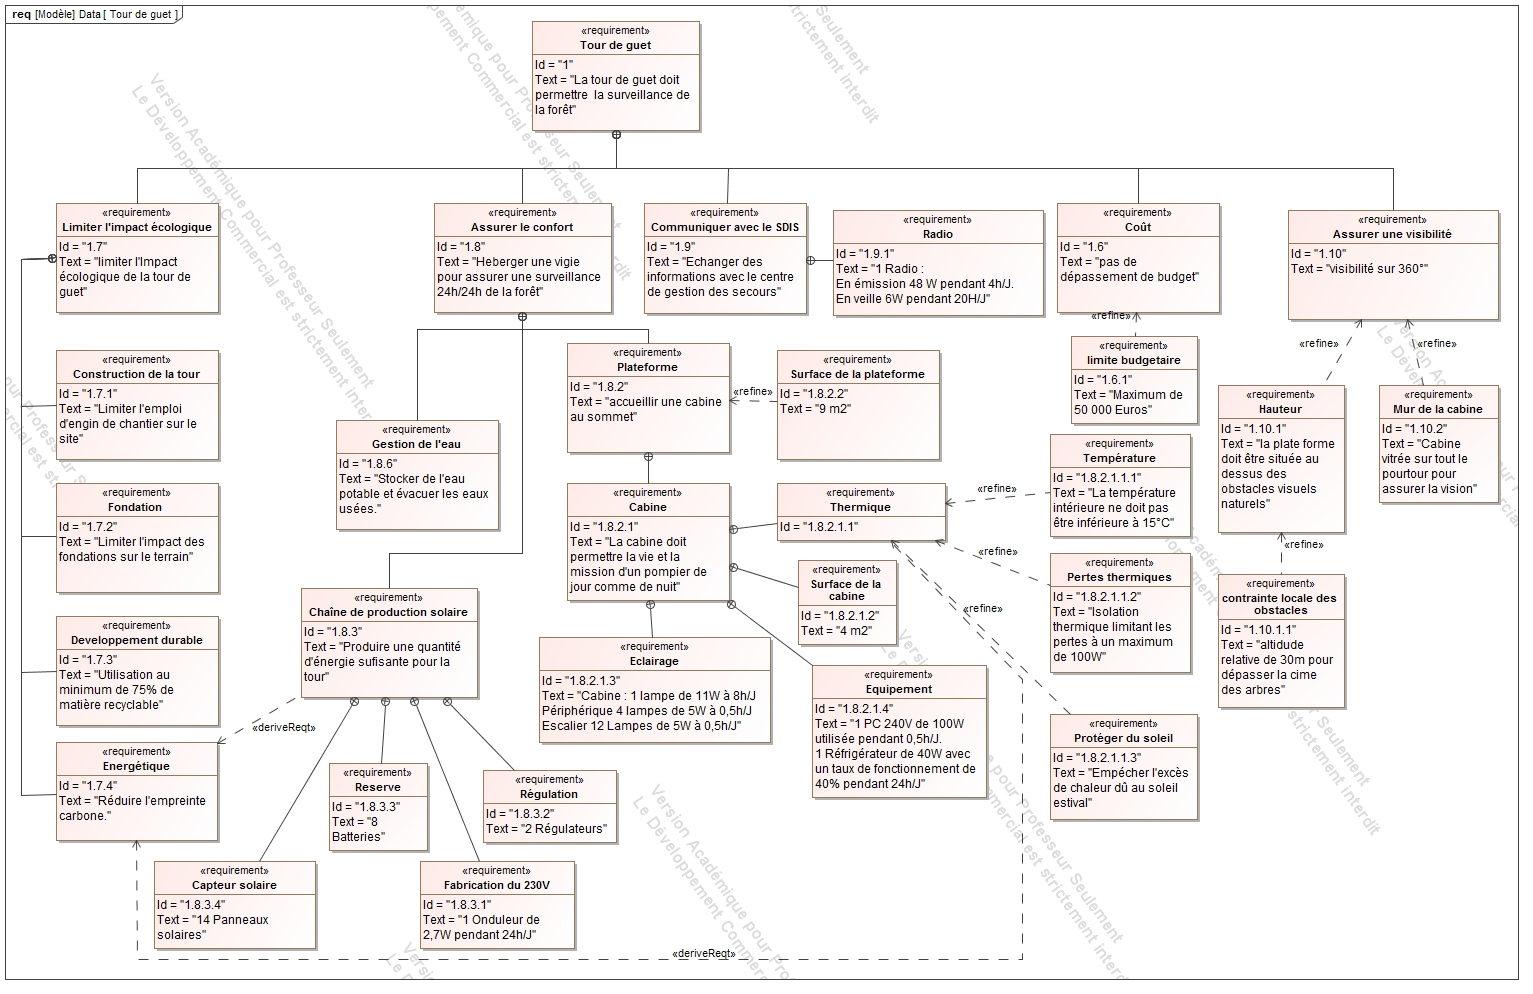 req [Modèle] Data [ Tour de guet ]
«requirement»
Tour de guet
Id = "1"
Text = "La tour de guet doit
permettre  la surveillance de
la forêt"
«requirement»
Limiter l'impact écologique
Id = "1.7"
Text = "limiter l'Impact
écologique de la tour de
guet"
«requirement»
Assurer le confort
Id = "1.8"
Text = "Heberger une vigie
pour assurer une surveillance
24h/24h de la forêt"
«requirement»
Communiquer avec le SDIS
Id = "1.9"
Text = "Echanger des
informations avec le centre
de gestion des secours"
«requirement»
Radio
Id = "1.9.1"
Text = "1 Radio :
En émission 48 W pendant 4h/J.
En veille 6W pendant 20H/J"
«requirement»
Coût
Id = "1.6"
Text = "pas de
dépassement de budget"
«requirement»
Assurer une visibilité
Id = "1.10"
Text = "visibilité sur 360°"
«refine»
«requirement»
limite budgetaire
Id = "1.6.1"
Text = "Maximum de
50 000 Euros"
«refine»
«refine»
«requirement»
Construction de la tour
Id = "1.7.1"
Text = "Limiter l'emploi
d'engin de chantier sur le
site"
«requirement»
Plateforme
Id = "1.8.2"
Text = "accueillir une cabine
au sommet"
«refine»
«requirement»
Surface de la plateforme
Id = "1.8.2.2"
Text = "9 m2"
«requirement»
Hauteur
Id = "1.10.1"
Text = "la plate forme
doit être située au
dessus des
obstacles visuels
naturels"
«requirement»
Mur de la cabine
Id = "1.10.2"
Text = "Cabine
vitrée sur tout le
pourtour pour
assurer la vision"
«requirement»
Gestion de l'eau
Id = "1.8.6"
Text = "Stocker de l'eau
potable et évacuer les eaux
usées."
«requirement»
Température
Id = "1.8.2.1.1.1"
Text = "La température
intérieure ne doit pas
être inférieure à 15°C"
«requirement»
Fondation
Id = "1.7.2"
Text = "Limiter l'impact des
fondations sur le terrain"
«requirement»
Cabine
Id = "1.8.2.1"
Text = "La cabine doit
permettre la vie et la
mission d'un pompier de
jour comme de nuit"
«requirement»
Thermique
Id = "1.8.2.1.1"
«refine»
«refine»
«refine»
«refine»
«requirement»
Pertes thermiques
Id = "1.8.2.1.1.2"
Text = "Isolation
thermique limitant les
pertes à un maximum
de 100W"
«requirement»
Surface de la
cabine
Id = "1.8.2.1.2"
Text = "4 m2"
«requirement»
contrainte locale des
obstacles
Id = "1.10.1.1"
Text = "altidude
relative de 30m pour
dépasser la cime
des arbres"
«requirement»
Chaîne de production solaire
Id = "1.8.3"
Text = "Produire une quantité
d'énergie sufisante pour la
tour"
«requirement»
Developpement durable
Id = "1.7.3"
Text = "Utilisation au
minimum de 75% de
matière recyclable"
«requirement»
Eclairage
Id = "1.8.2.1.3"
Text = "Cabine : 1 lampe de 11W à 8h/J
Périphérique 4 lampes de 5W à 0,5h/J
Escalier 12 Lampes de 5W à 0,5h/J"
«requirement»
Equipement
Id = "1.8.2.1.4"
Text = "1 PC 240V de 100W
utilisée pendant 0,5h/J.
1 Réfrigérateur de 40W avec
un taux de fonctionnement de
40% pendant 24h/J"
«requirement»
Protéger du soleil
Id = "1.8.2.1.1.3"
Text = "Empécher l'excès
de chaleur dû au soleil
estival"
«deriveReqt»
«requirement»
Energétique
Id = "1.7.4"
Text = "Réduire l'empreinte
carbone."
«requirement»
Reserve
Id = "1.8.3.3"
Text = "8
Batteries"
«requirement»
Régulation
Id = "1.8.3.2"
Text = "2 Régulateurs"
«requirement»
Capteur solaire
Id = "1.8.3.4"
Text = "14 Panneaux
solaires"
«requirement»
Fabrication du 230V
Id = "1.8.3.1"
Text = "1 Onduleur de
2,7W pendant 24h/J"
«deriveReqt»
Version Académique pour Professeur Seulement
Le Développement Commercial est strictement interdit